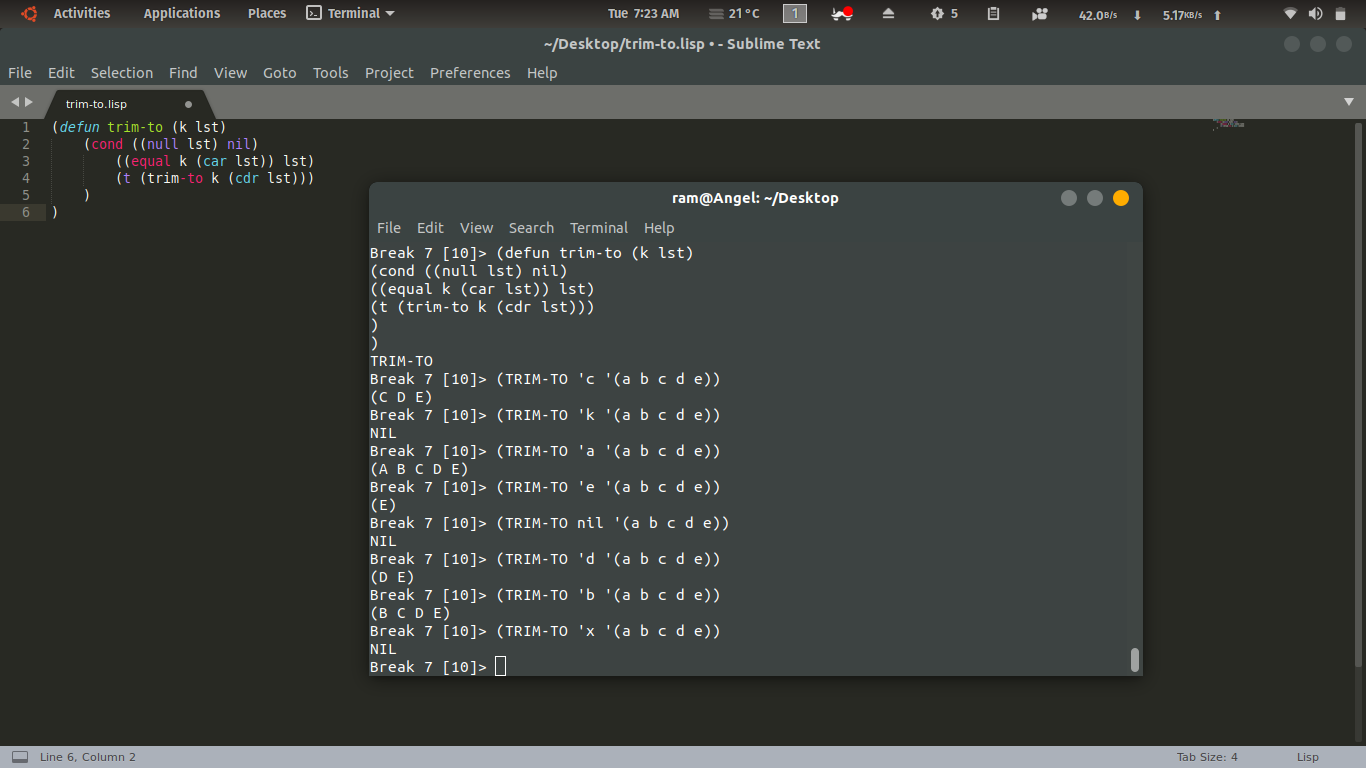 Activities Applications Places Terminal Tue 7:23 AM 21 °C 1 5 42.0B/s 5.17KB/s
~/Desktop/trim-to.lisp • - Sublime Text
File Edit Selection Find View Goto Tools Project Preferences Help
trim-to.lisp
1 (defun trim-to (k lst)
2 (cond ((null lst) nil)
3 ((equal k (car lst)) lst)
4 (t (trim-to k (cdr lst)))
5 )
6 )
ram@Angel: ~/Desktop
File Edit View Search Terminal Help
Break 7 [10]> (defun trim-to (k lst)
(cond ((null lst) nil)
((equal k (car lst)) lst)
(t (trim-to k (cdr lst)))
)
)
TRIM-TO
Break 7 [10]> (TRIM-TO 'c '(a b c d e))
(C D E)
Break 7 [10]> (TRIM-TO 'k '(a b c d e))
NIL
Break 7 [10]> (TRIM-TO 'a '(a b c d e))
(A B C D E)
Break 7 [10]> (TRIM-TO 'e '(a b c d e))
(E)
Break 7 [10]> (TRIM-TO nil '(a b c d e))
NIL
Break 7 [10]> (TRIM-TO 'd '(a b c d e))
(D E)
Break 7 [10]> (TRIM-TO 'b '(a b c d e))
(B C D E)
Break 7 [10]> (TRIM-TO 'x '(a b c d e))
NIL
Break 7 [10]>
Line 6, Column 2 Tab Size: 4 Lisp